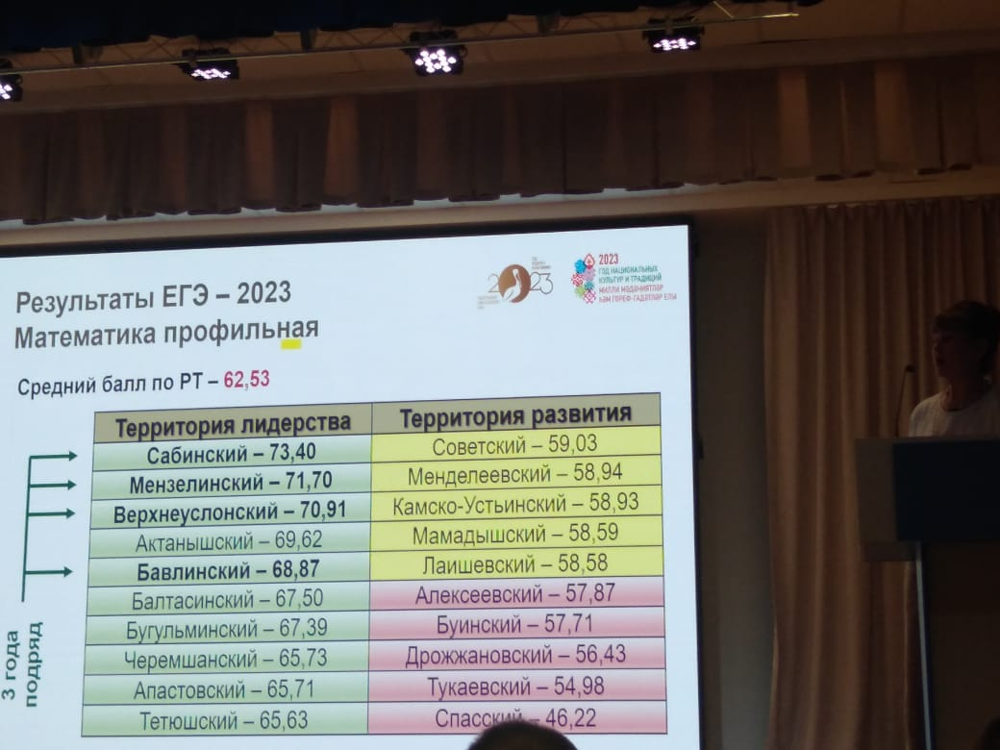 Результаты ЕГЭ – 2023
Математика профильная
2023
2023
ГОД НАЦИОНАЛЬНЫХ
КУЛЬТУР И ТРАДИЦИЙ
МИЛЛИ МӘДӘНИЯТЛӘР
ҺӘМ ГОРЕФ-ГАДӘТЛӘР ЕЛЫ
Средний балл по РТ – 62,53
Территория лидерства Территория развития
Сабинский – 73,40 Советский – 59,03
Мензелинский – 71,70 Менделеевский – 58,94
Верхнеуслонский – 70,91 Камско-Устьинский – 58,93
Актанышский – 69,62 Мамадышский – 58,59
Бавлинский – 68,87 Лаишевский – 58,58
Балтасинский – 67,50 Алексеевский – 57,87
Бугульминский – 67,39 Буинский – 57,71
Черемшанский – 65,73 Дрожжановский – 56,43
Апастовский – 65,71 Тукаевский – 54,98
Тетюшский – 65,63 Спасский – 46,22
3 года
подряд